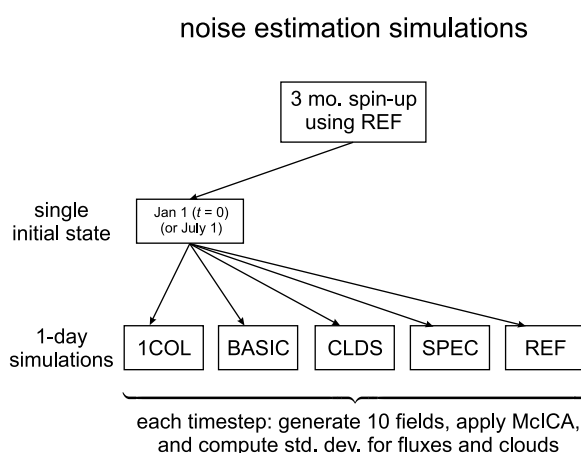 noise estimation simulations
3 mo. spin-up
using REF
single
initial state
Jan 1 (t = 0)
(or July 1)
1-day
simulations
1COL
BASIC
CLDS
SPEC
REF
each timestep: generate 10 fields, apply McICA,
and compute std. dev. for fluxes and clouds